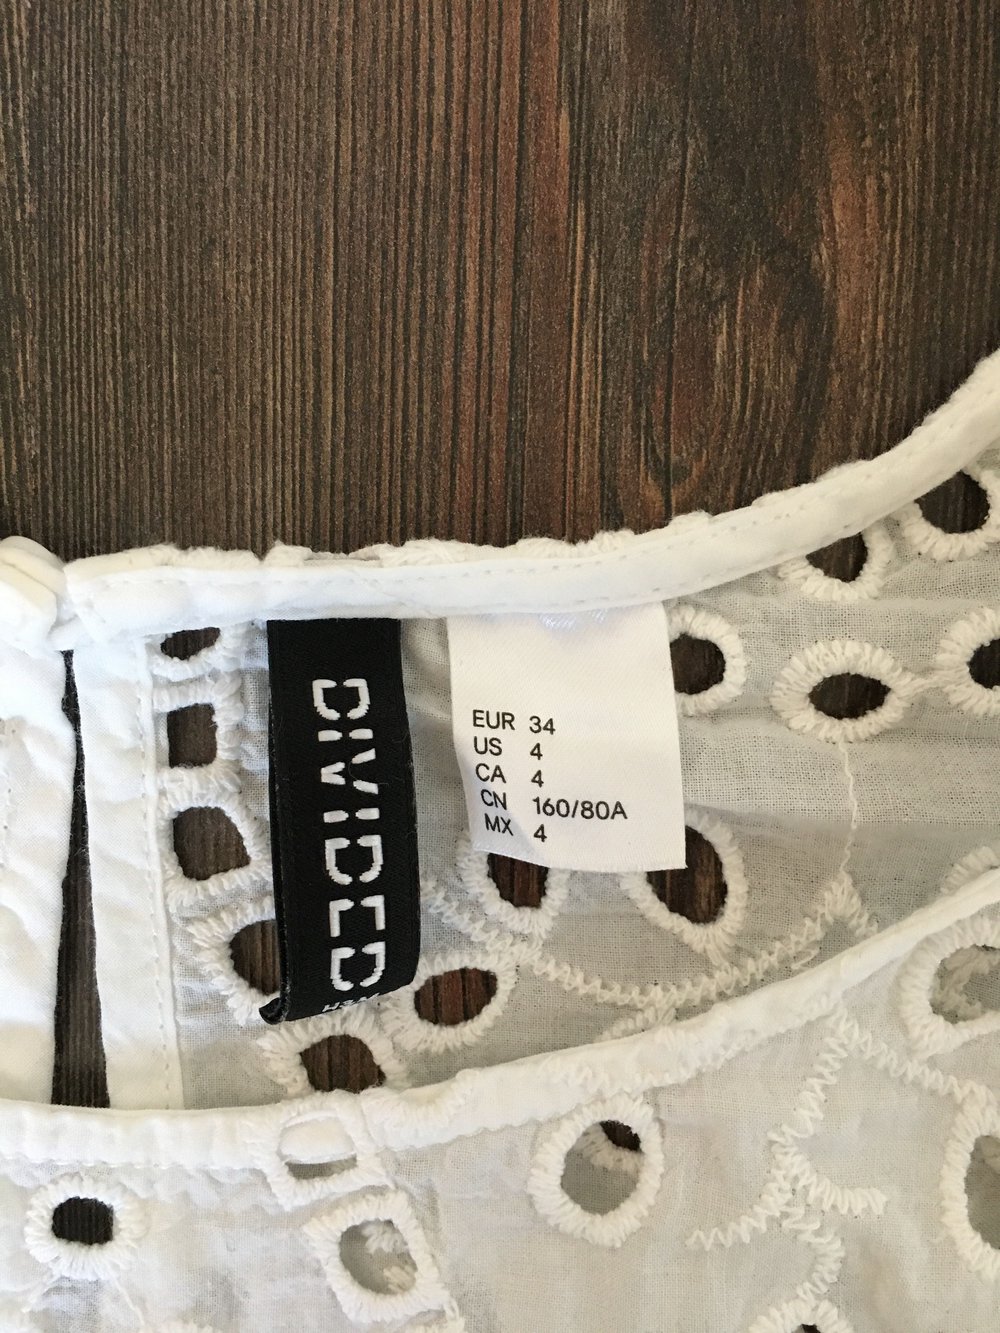 DIVIDED
EUR 34
US 4
CA 4
CN 160/80A
MX 4